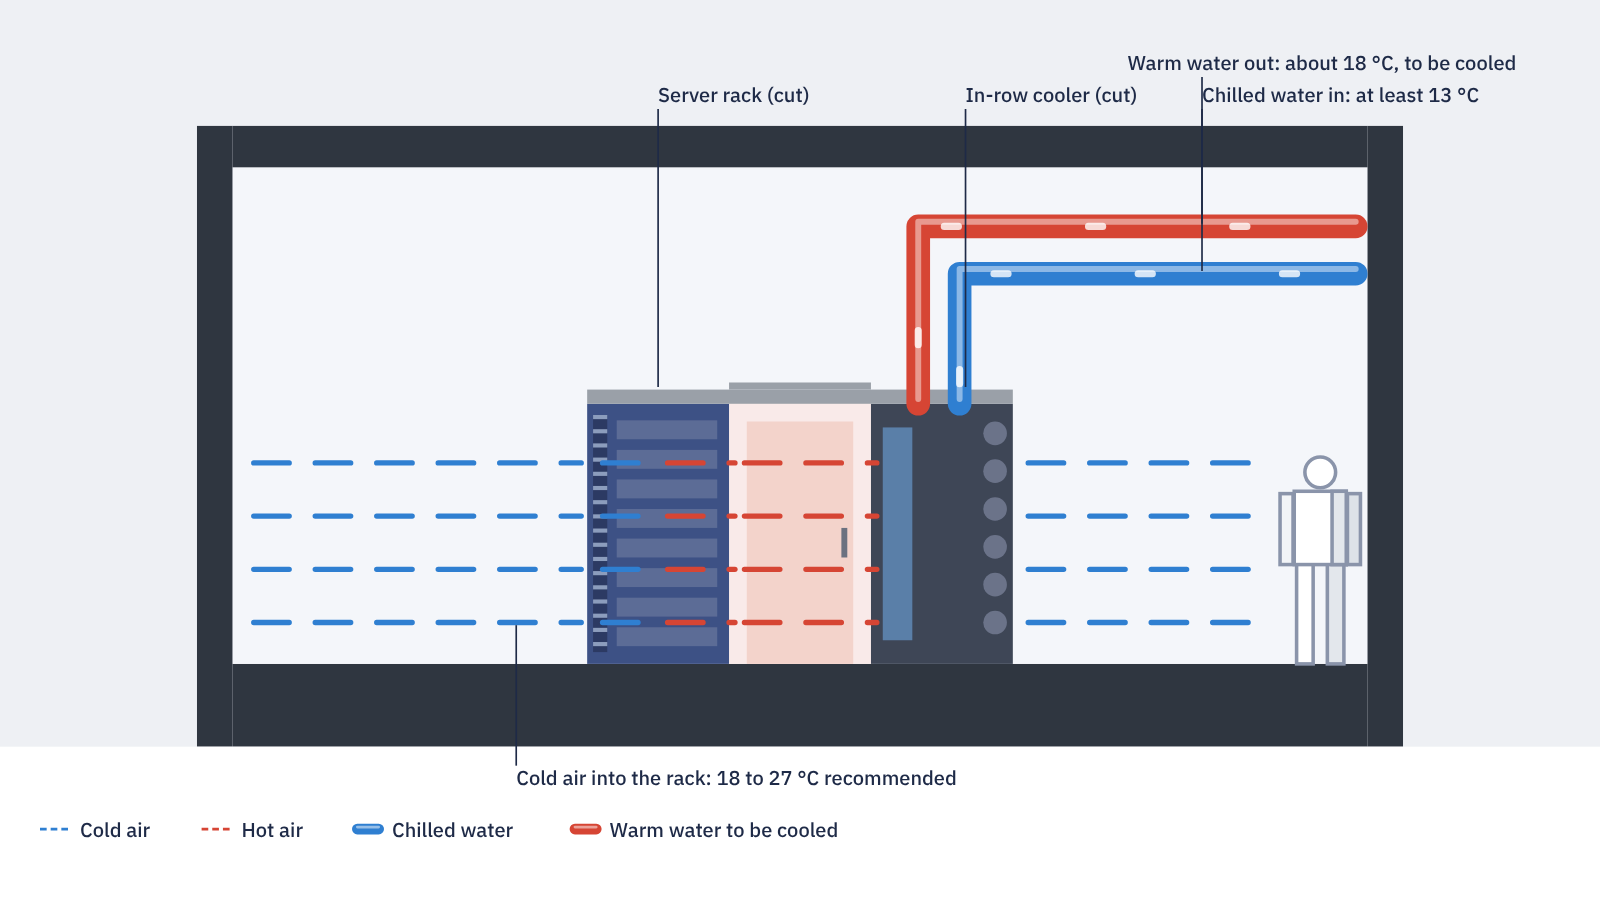 Warm water out: about 18 °C, to be cooled
Server rack (cut)
In-row cooler (cut)
Chilled water in: at least 13 °C
Cold air into the rack: 18 to 27 °C recommended
Cold air
Hot air
Chilled water
Warm water to be cooled